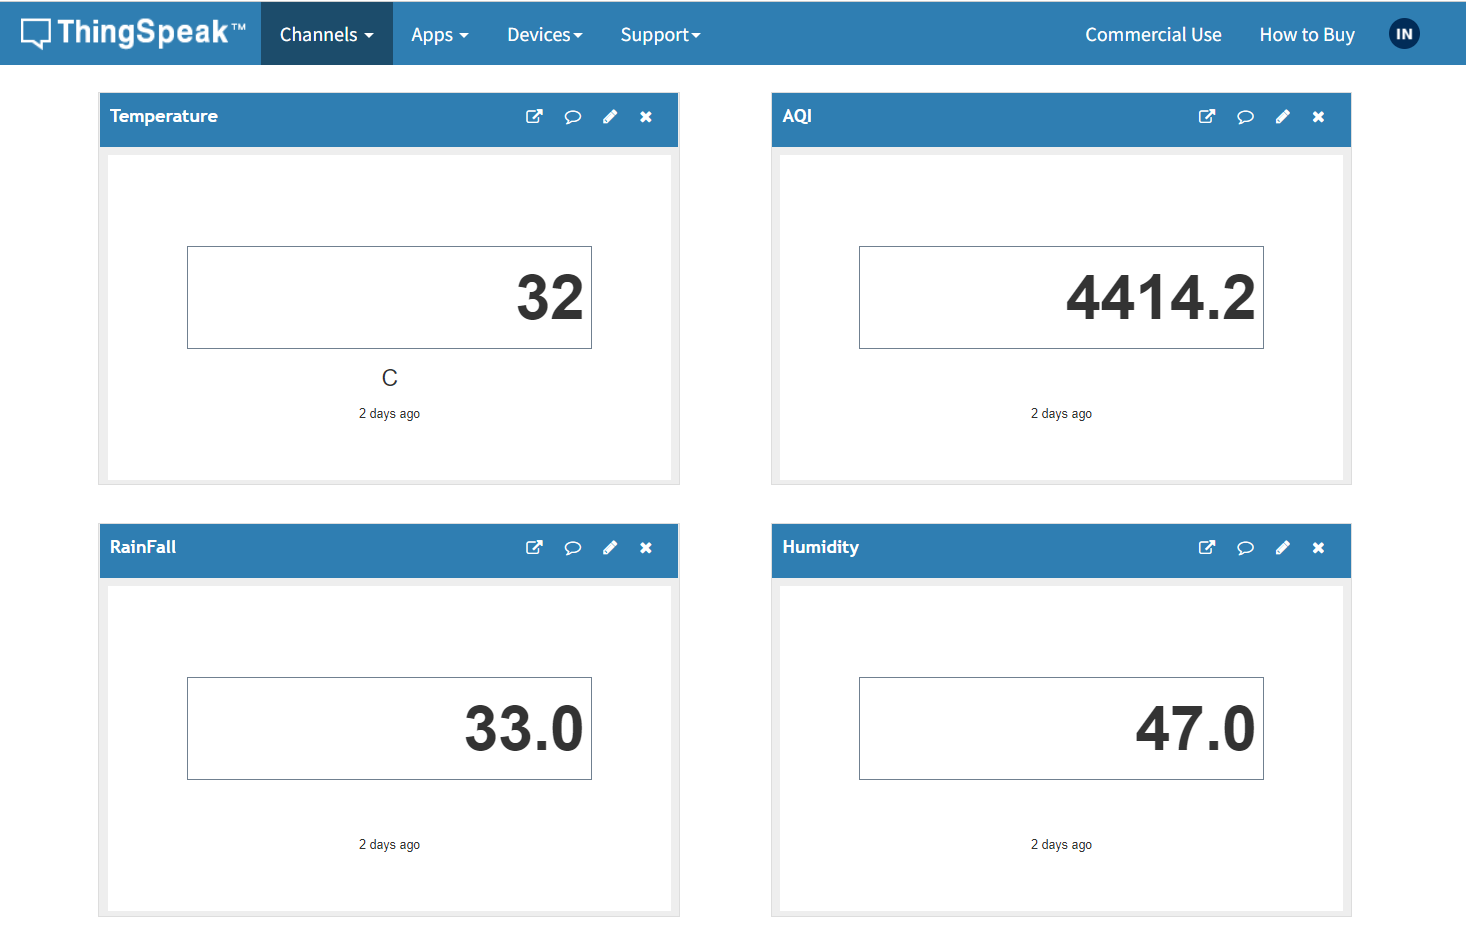 ThingSpeak™ Channels Apps Devices Support Commercial Use How to Buy IN
Temperature
32
C
2 days ago
AQI
4414.2
2 days ago
RainFall
33.0
2 days ago
Humidity
47.0
2 days ago